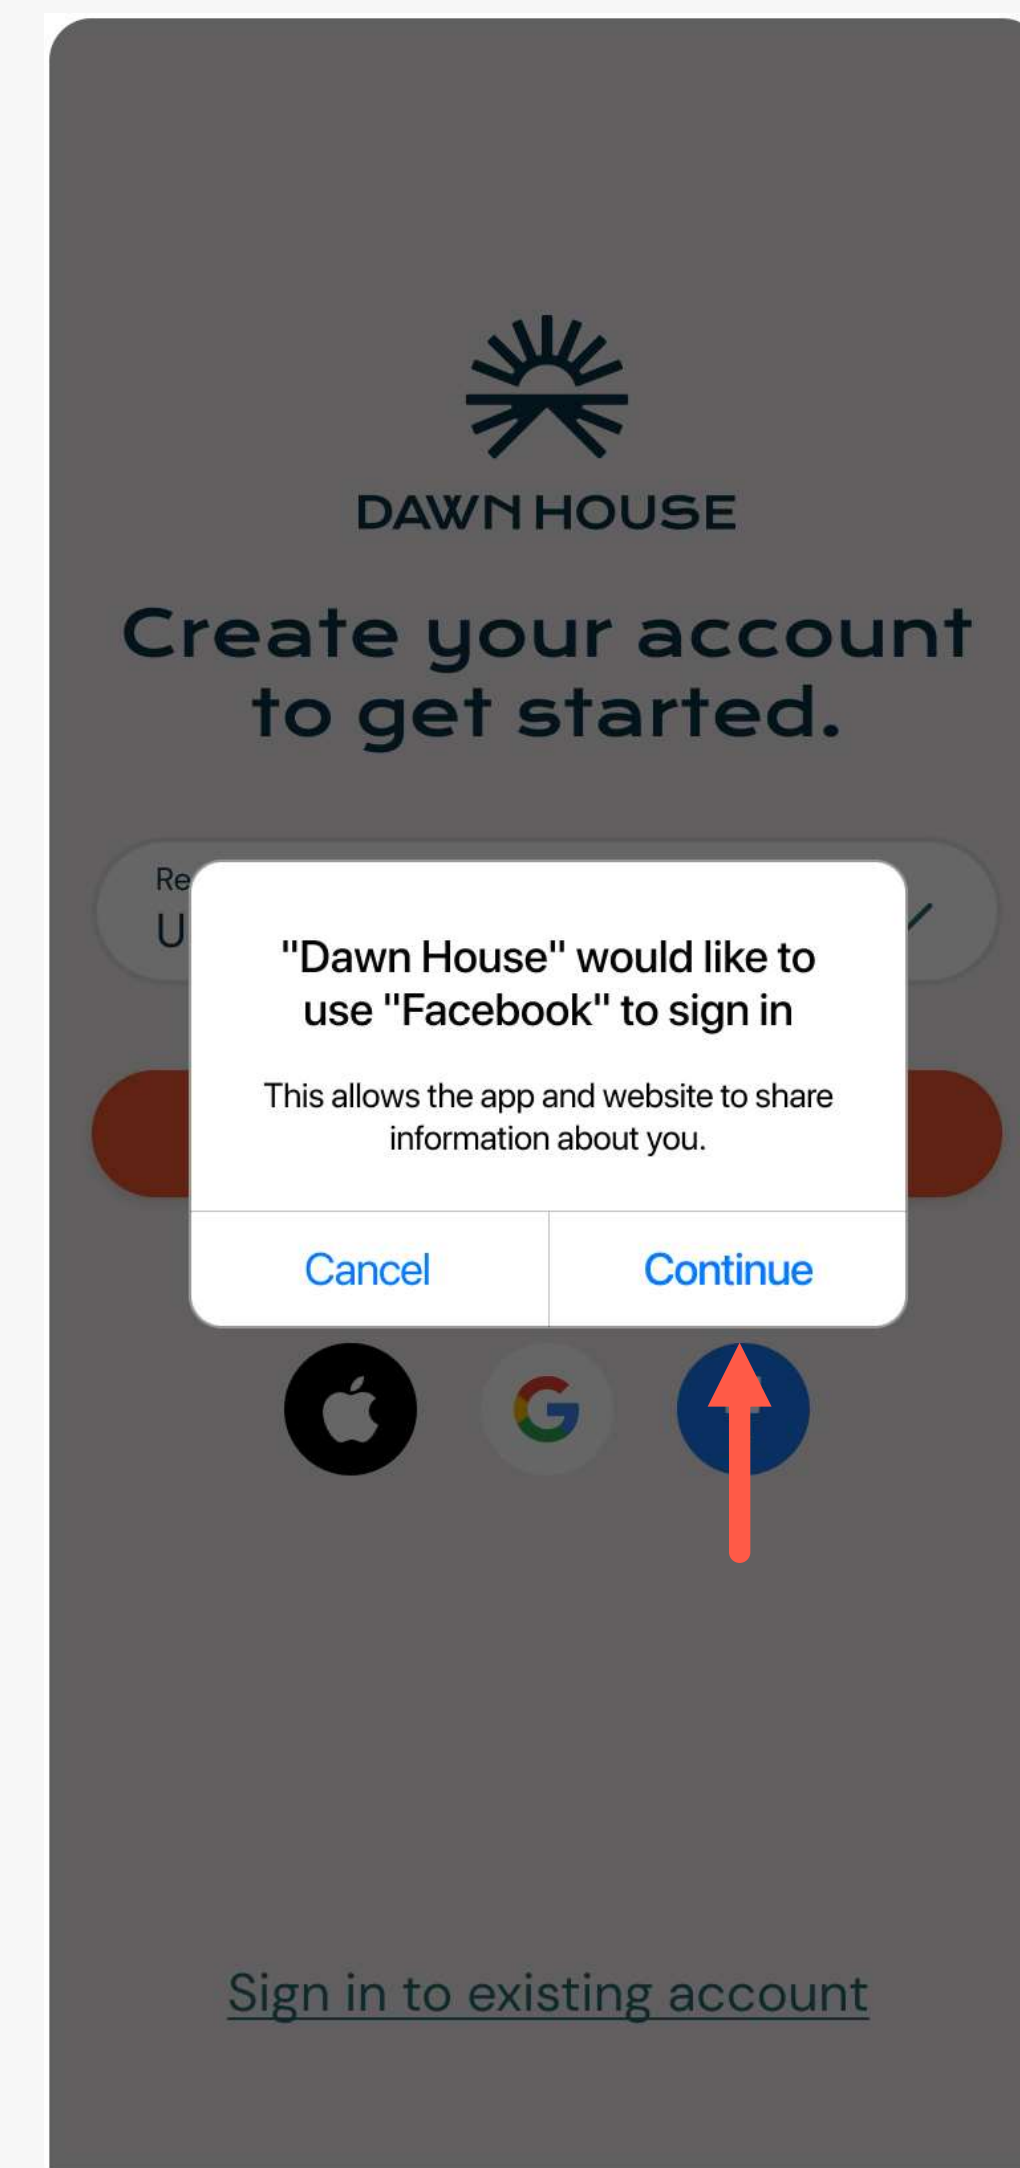 DAWN HOUSE
Create your account
to get started.
Re
U
"Dawn House" would like to
use "Facebook" to sign in
This allows the app and website to share
information about you.
Cancel
Continue
Sign in to existing account